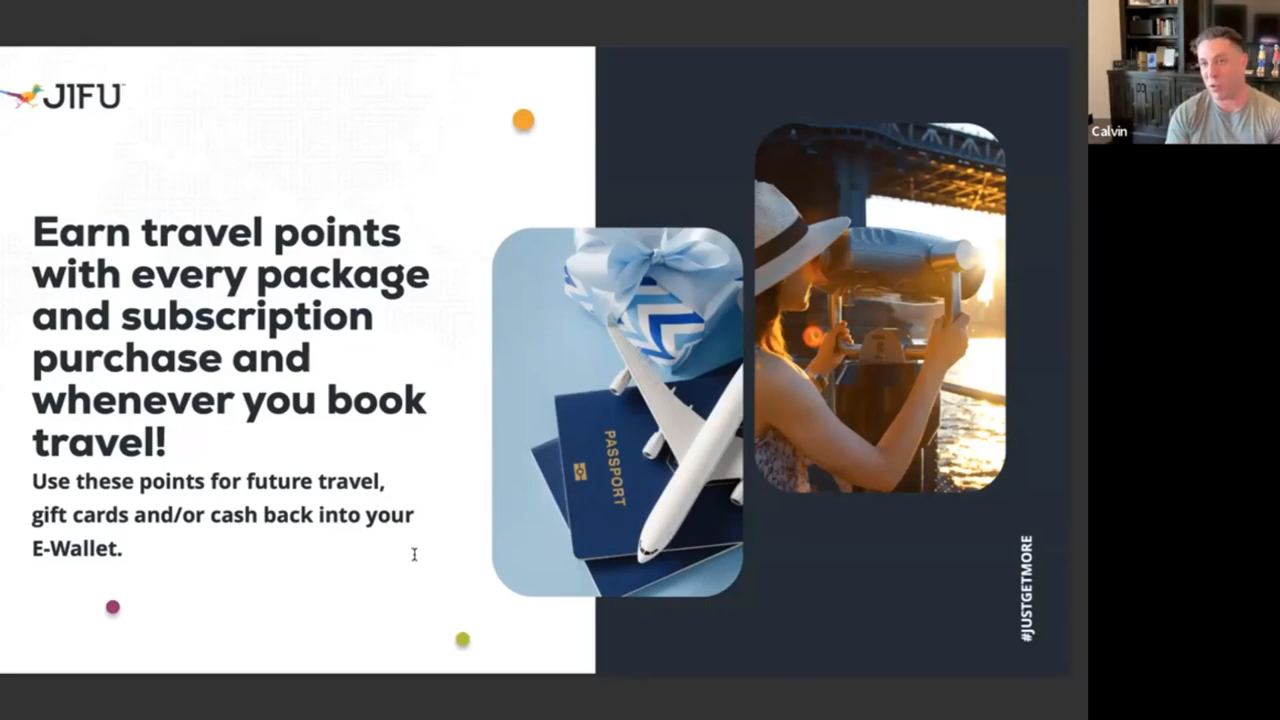 JIFU
Earn travel points
with every package
and subscription
purchase and
whenever you book
travel!
Use these points for future travel,
gift cards and/or cash back into your
E-Wallet.
PASSPORT
#JUSTGETMORE
Calvin